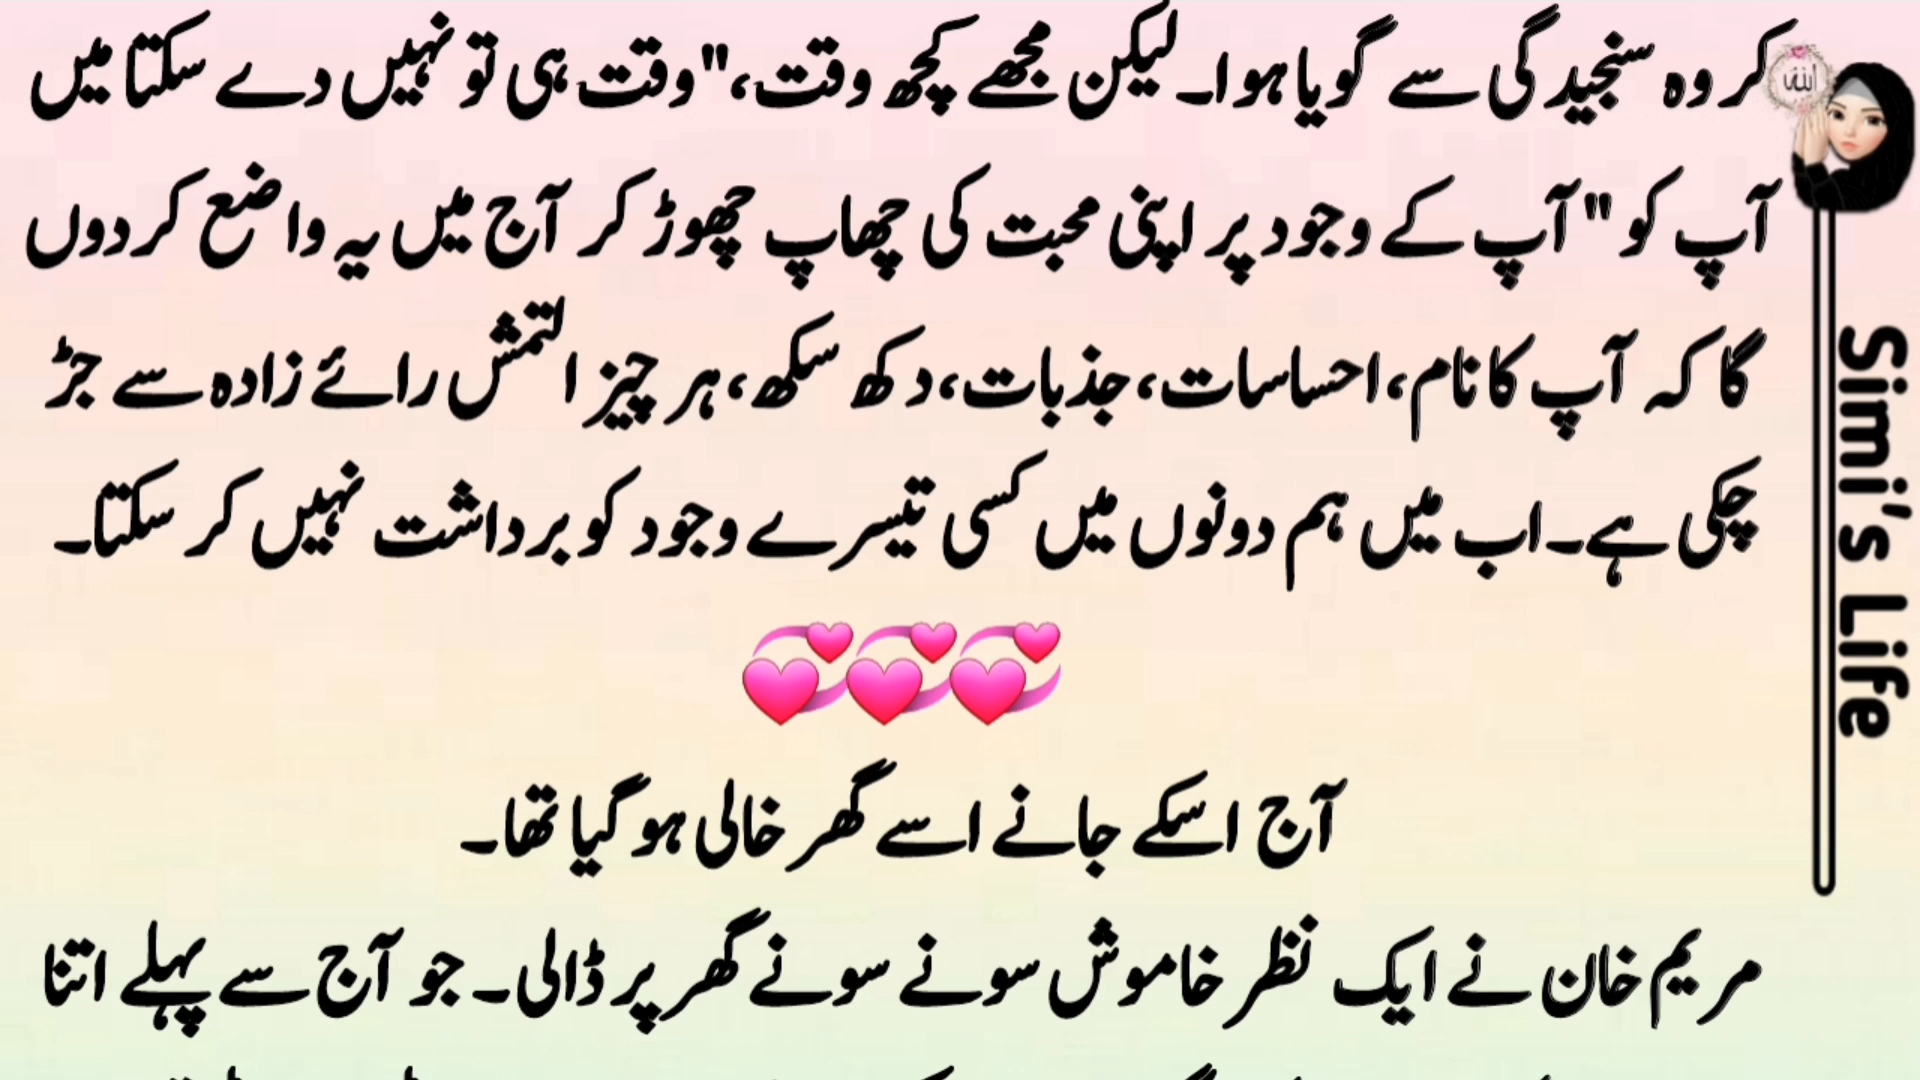 کر وہ سنجیدگی سے گویا ہوا۔ لیکن مجھے کچھ وقت،"وقت ہی تو نہیں دے سکتا میں
آپ کو" آپ کے وجود پر اپنی محبت کی چھاپ چھوڑ کر آج میں یہ واضع کردوں
گا کہ آپ کا نام،احساسات،جذبات،دکھ سکھ،ہر چیز التمش رائے زادہ سے جڑ
چکی ہے۔اب میں ہم دونوں میں کسی تیسرے وجود کو برداشت نہیں کر سکتا۔
💞💞💞
آج اسکے جانے اسے گھر خالی ہو گیا تھا۔
مریم خان نے ایک نظر خاموش سونے سونے گھر پر ڈالی۔ جو آج سے پہلے اتنا
الله
Simi's Life